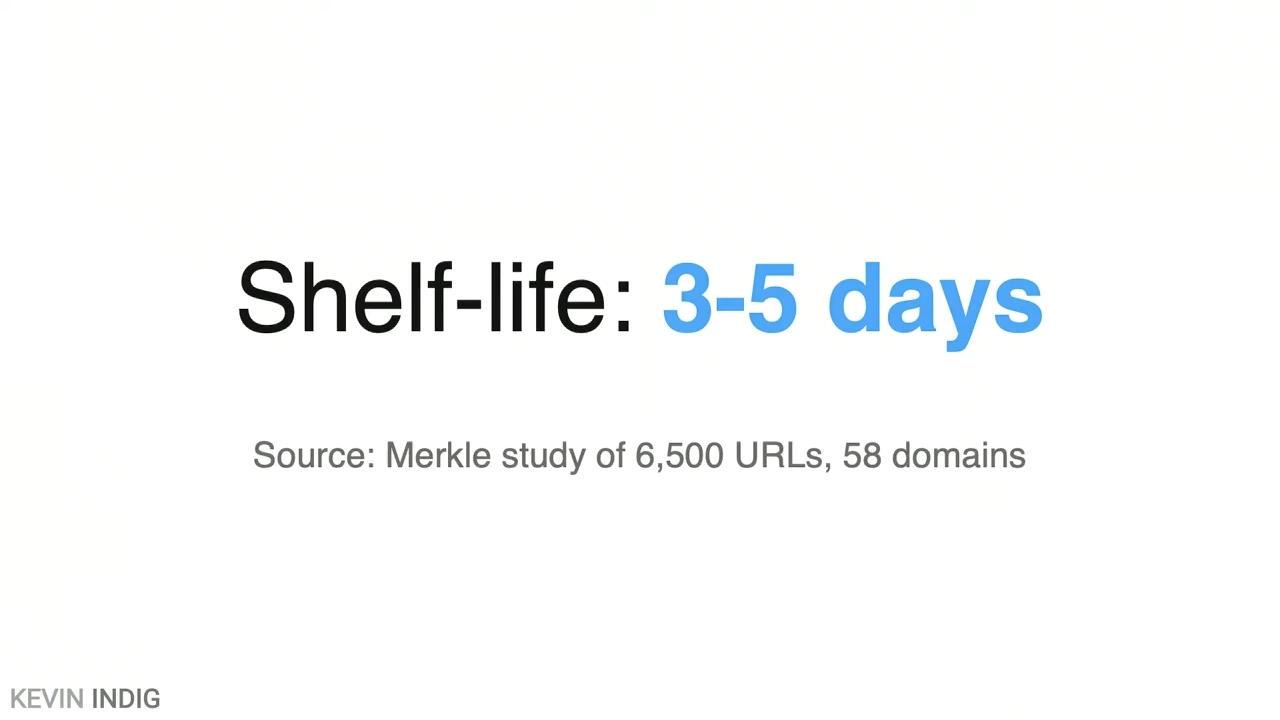 Shelf-life: 3-5 days
Source: Merkle study of 6,500 URLs, 58 domains
KEVIN INDIG